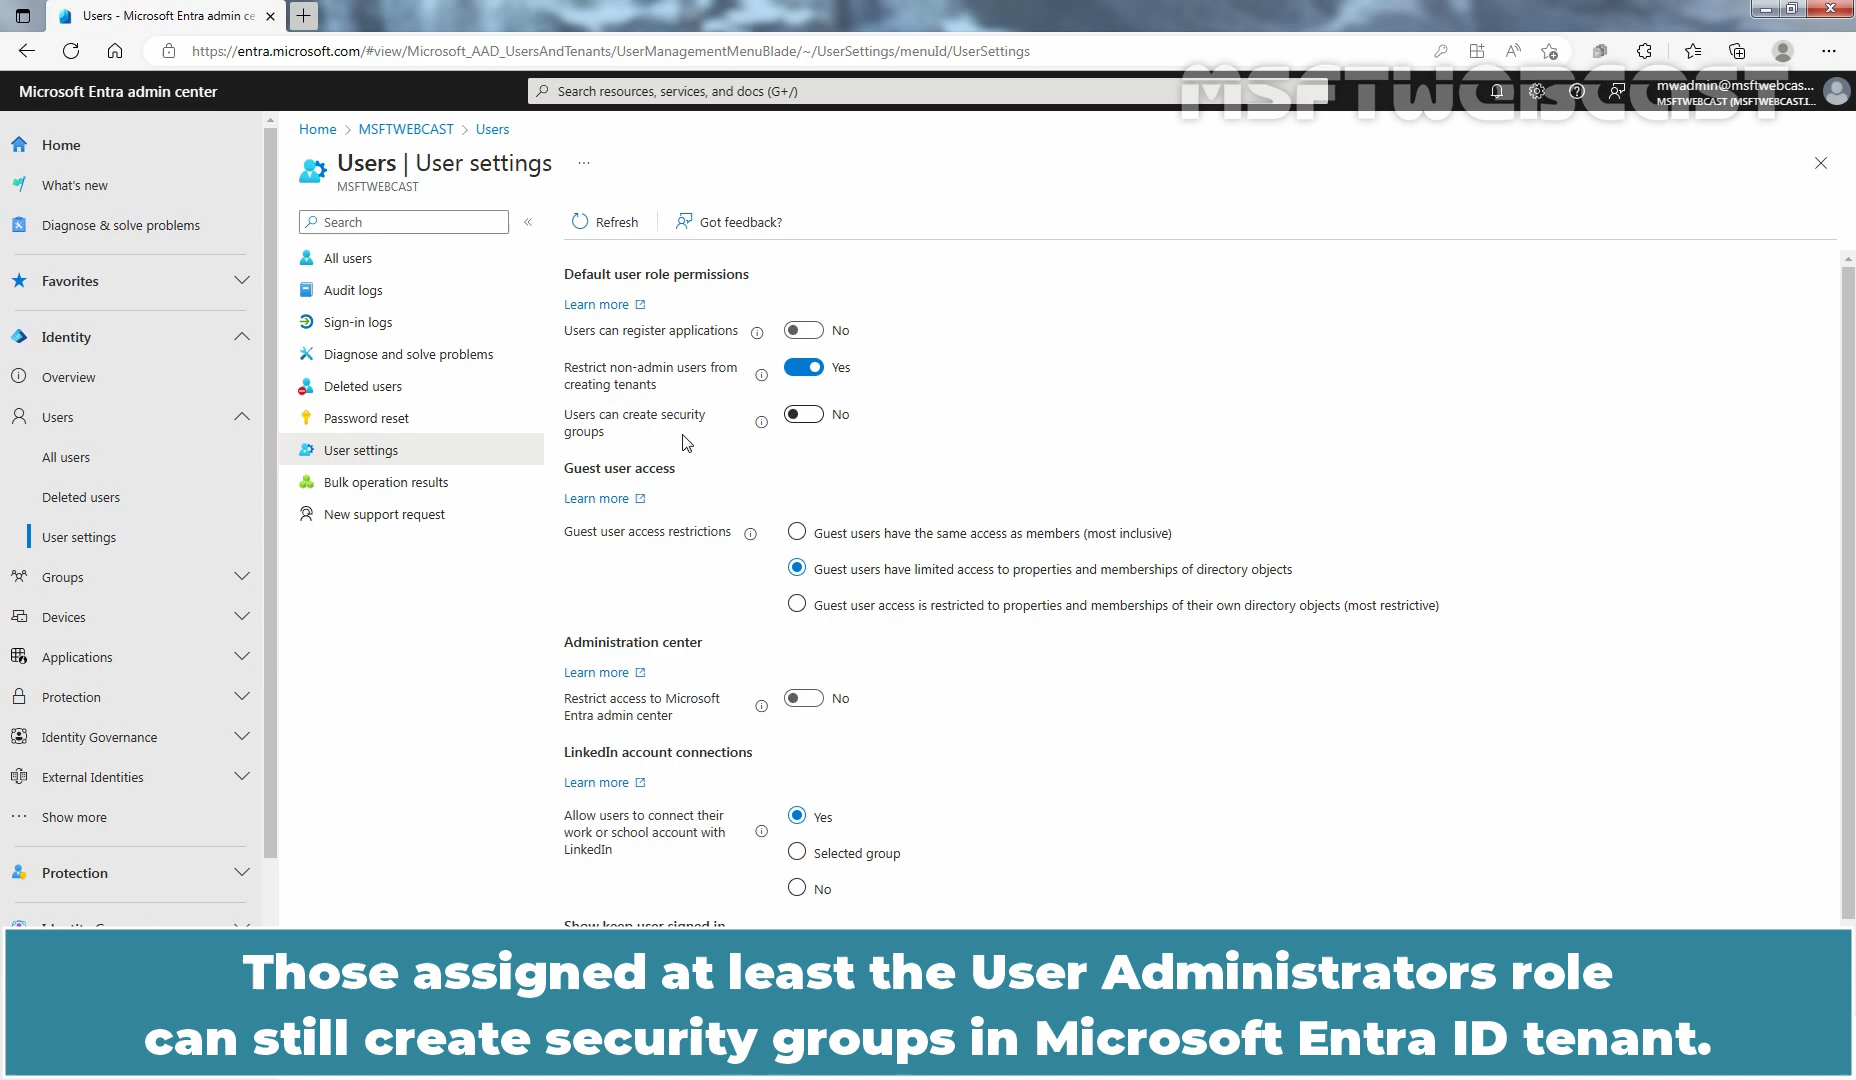 Users - Microsoft Entra admin ce
https://entra.microsoft.com/#view/Microsoft_AAD_UsersAndTenants/UserManagementMenuBlade/~/UserSettings/menuId/UserSettings
Microsoft Entra admin center
Search resources, services, and docs (G+/)
MSFTWEBCAST
mwadmin@msftwebcas...
MSFTWEBCAST (MSFTWEBCAST.I...
Home
What's new
Diagnose & solve problems
Favorites
Identity
Overview
Users
All users
Deleted users
User settings
Groups
Devices
Applications
Protection
Identity Governance
External Identities
Show more
Protection
Home > MSFTWEBCAST > Users
Users | User settings ...
MSFTWEBCAST
Search
All users
Audit logs
Sign-in logs
Diagnose and solve problems
Deleted users
Password reset
User settings
Bulk operation results
New support request
Refresh
Got feedback?
Default user role permissions
Learn more
Users can register applications No
Restrict non-admin users from Yes
creating tenants
Users can create security No
groups
Guest user access
Learn more
Guest user access restrictions
Guest users have the same access as members (most inclusive)
Guest users have limited access to properties and memberships of directory objects
Guest user access is restricted to properties and memberships of their own directory objects (most restrictive)
Administration center
Learn more
Restrict access to Microsoft No
Entra admin center
LinkedIn account connections
Learn more
Allow users to connect their
work or school account with
LinkedIn
Yes
Selected group
No
Show keep user signed in
Those assigned at least the User Administrators role
can still create security groups in Microsoft Entra ID tenant.